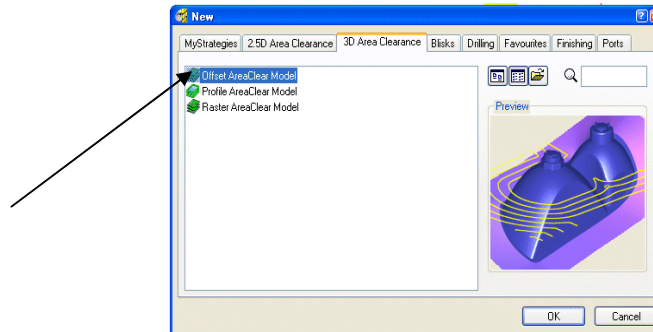 New
MyStrategies 2.5D Area Clearance 3D Area Clearance Blisks Drilling Favourites Finishing Ports
Offset AreaClear Model
Profile AreaClear Model
Raster AreaClear Model
Preview
OK Cancel